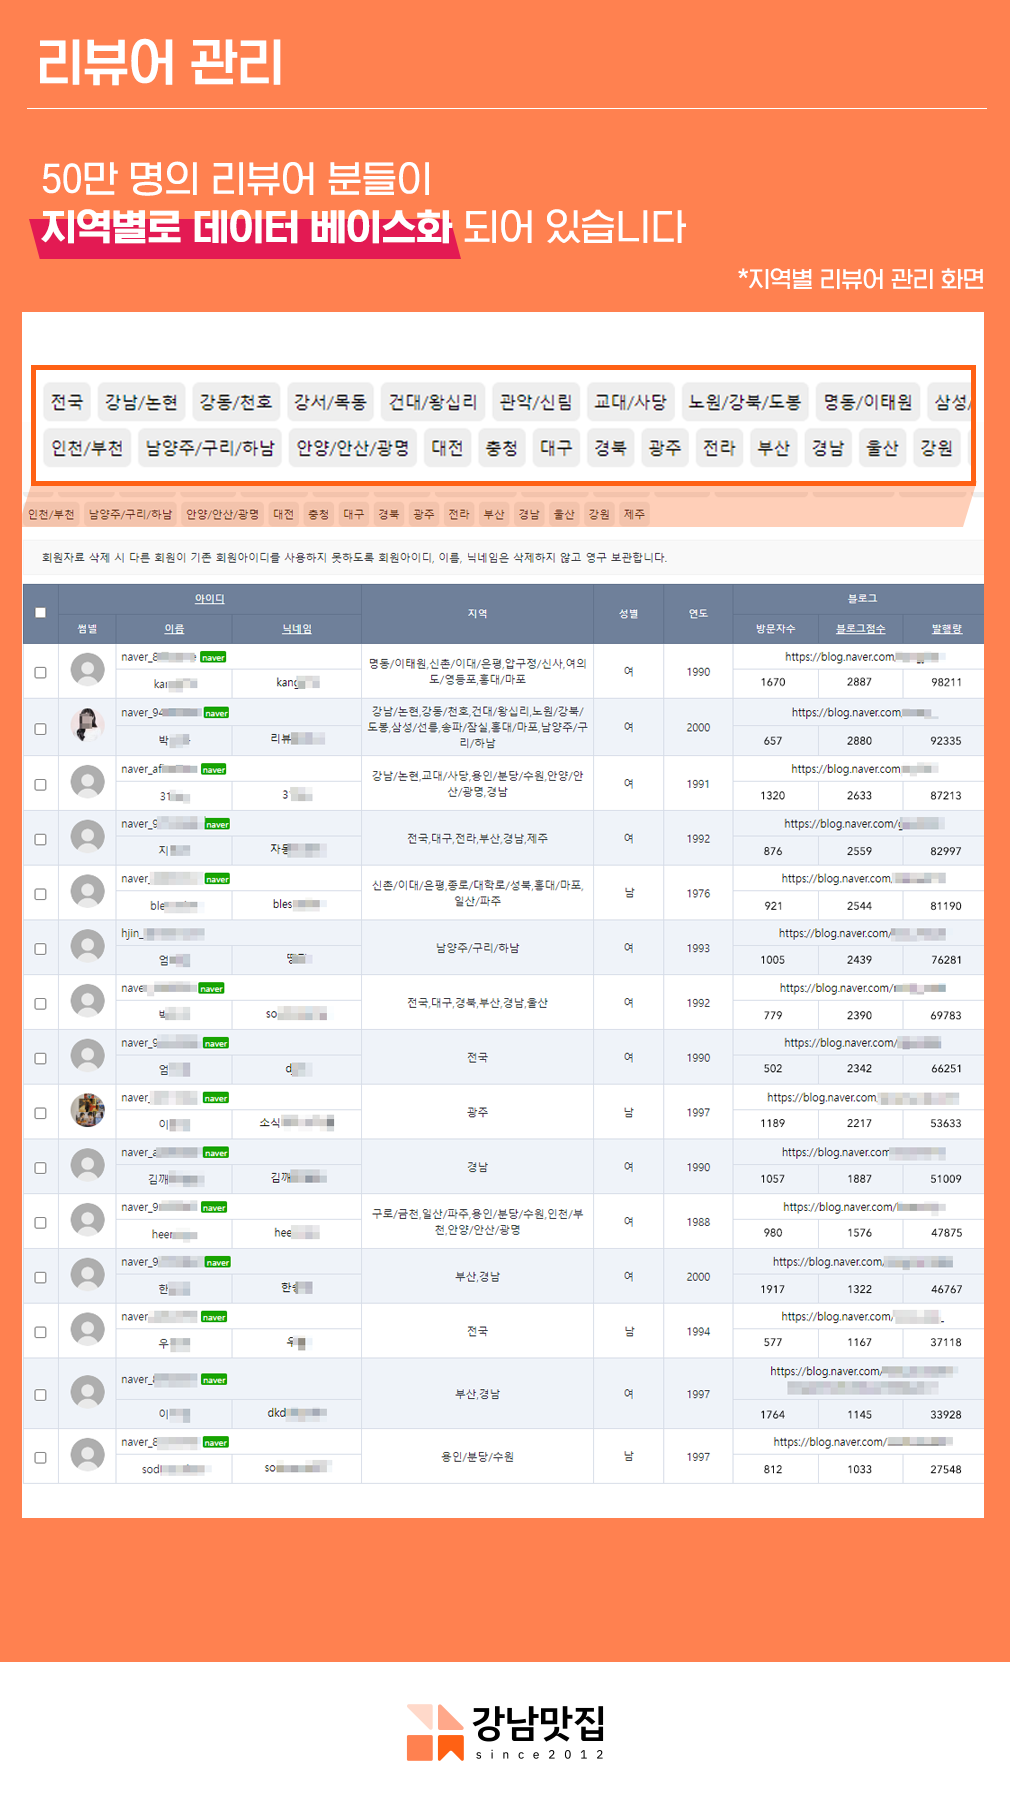 리뷰어 관리
50만 명의 리뷰어 분들이
지역별로 데이터 베이스화 되어 있습니다
*지역별 리뷰어 관리 화면
전국 강남/논현 강동/천호 강서/목동 건대/왕십리 관악/신림 교대/사당 노원/강북/도봉 명동/이태원 삼성/
인천/부천 남양주/구리/하남 안양/안산/광명 대전 충청 대구 경북 광주 전라 부산 경남 울산 강원
인천/부천 남양주/구리/하남 안양/안산/광명 대전 충청 대구 경북 광주 전라 부산 경남 울산 강원 제주
회원자료 삭제 시 다른 회원이 기존 회원아이디를 사용하지 못하도록 회원아이디, 이름, 닉네임은 삭제하지 않고 영구 보관합니다.
아이디 지역 성별 연도 블로그
썸넬 이름 닉네임 방문자수 블로그점수 발행량
naver_8 naver https://blog.naver.com/
명동/이태원,신촌/이대/은평,압구정/신사,여의
도/영등포,홍대/마포
여 1990
kan kang 1670 2887 98211
naver_94 naver https://blog.naver.com
강남/논현,강동/천호,건대/왕십리,노원/강북/
도봉,삼성/선릉,송파/잠실,홍대/마포,남양주/구
리/하남
여 2000
박 리뷰 657 2880 92335
naver_af naver https://blog.naver.com
강남/논현,교대/사당,용인/분당/수원,안양/안
산/광명,경남
여 1991
31 3 1320 2633 87213
naver_9 naver https://blog.naver.com/
전국,대구,전라,부산,경남,제주 여 1992
지 자동 876 2559 82997
naver_ naver https://blog.naver.com/
신촌/이대/은평,종로/대학로/성북,홍대/마포,
일산/파주
남 1976
ble bles 921 2544 81190
hjin_ https://blog.naver.com/
남양주/구리/하남 여 1993
엄 1005 2439 76281
naver naver https://blog.naver.com/
전국,대구,경북,부산,경남,울산 여 1992
박 so 779 2390 69783
naver_9 naver https://blog.naver.com/
전국 여 1990
엄 d 502 2342 66251
naver_ naver https://blog.naver.com
광주 남 1997
이 소식 1189 2217 53633
naver_a naver https://blog.naver.com
경남 여 1990
김깨 김깨 1057 1887 51009
naver_9 naver https://blog.naver.com/
구로/금천,일산/파주,용인/분당/수원,인천/부
천,안양/안산/광명
여 1988
heer hee 980 1576 47875
naver_9 naver https://blog.naver.com/
부산,경남 여 2000
한 한 1917 1322 46767
naver naver https://blog.naver.com/
전국 남 1994
우 우 577 1167 37118
naver_ naver https://blog.naver.com/
부산,경남 여 1997
이 dkd 1764 1145 33928
naver_8 naver https://blog.naver.com/
용인/분당/수원 남 1997
sod so 812 1033 27548
강남맛집
since2012